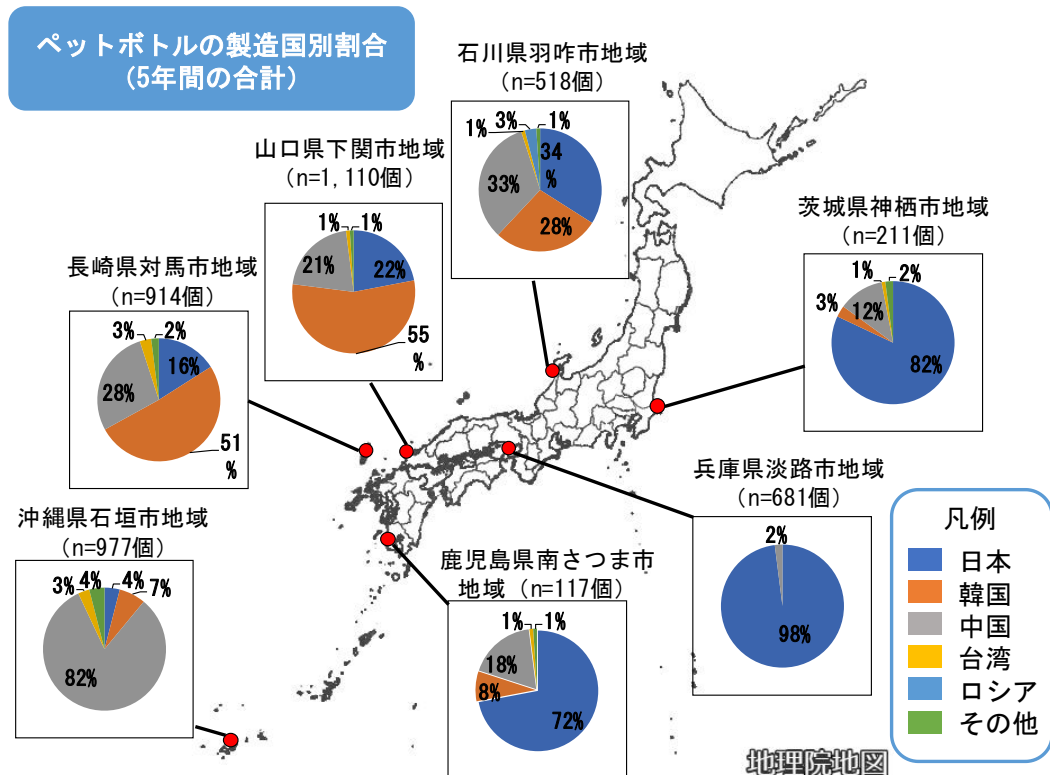 ペットボトルの製造国別割合
(5年間の合計)
石川県羽咋市地域
(n=518個)
1%
3%
1%
34
%
33%
28%
山口県下関市地域
(n=1,110個)
1%
1%
21%
22%
55
%
茨城県神栖市地域
(n=211個)
1%
2%
3%
12%
82%
長崎県対馬市地域
(n=914個)
3%
2%
16%
28%
51
%
兵庫県淡路市地域
(n=681個)
2%
98%
沖縄県石垣市地域
(n=977個)
3%
4%
4%
7%
82%
鹿児島県南さつま市
地域 (n=117個)
1%
1%
18%
8%
72%
凡例
日本
韓国
中国
台湾
ロシア
その他
地理院地図